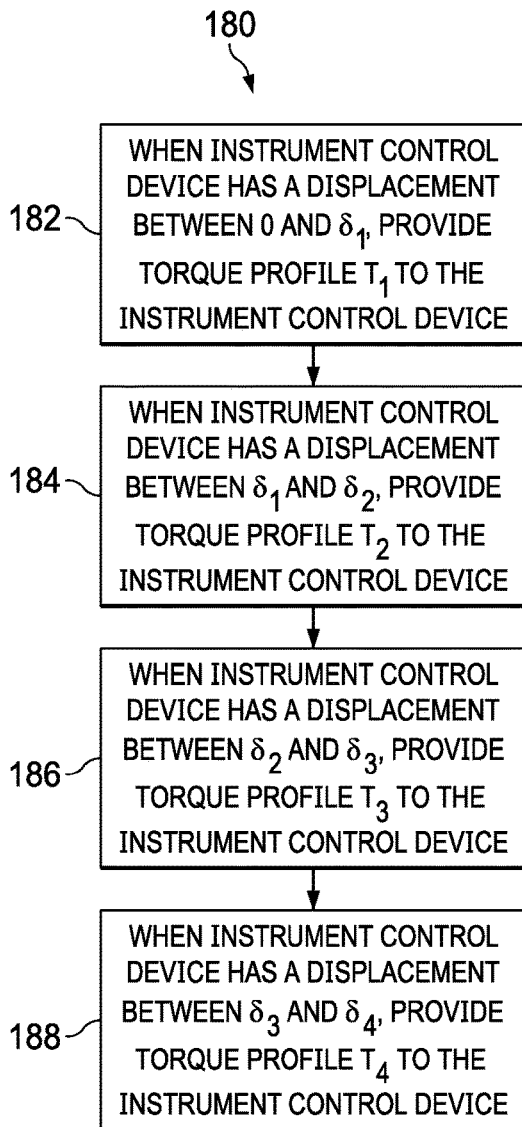 180
182
WHEN INSTRUMENT CONTROL
DEVICE HAS A DISPLACEMENT
BETWEEN 0 AND δ₁, PROVIDE
TORQUE PROFILE T₁ TO THE
INSTRUMENT CONTROL DEVICE
184
WHEN INSTRUMENT CONTROL
DEVICE HAS A DISPLACEMENT
BETWEEN δ₁ AND δ₂, PROVIDE
TORQUE PROFILE T₂ TO THE
INSTRUMENT CONTROL DEVICE
186
WHEN INSTRUMENT CONTROL
DEVICE HAS A DISPLACEMENT
BETWEEN δ₂ AND δ₃, PROVIDE
TORQUE PROFILE T₃ TO THE
INSTRUMENT CONTROL DEVICE
188
WHEN INSTRUMENT CONTROL
DEVICE HAS A DISPLACEMENT
BETWEEN δ₃ AND δ₄, PROVIDE
TORQUE PROFILE T₄ TO THE
INSTRUMENT CONTROL DEVICE